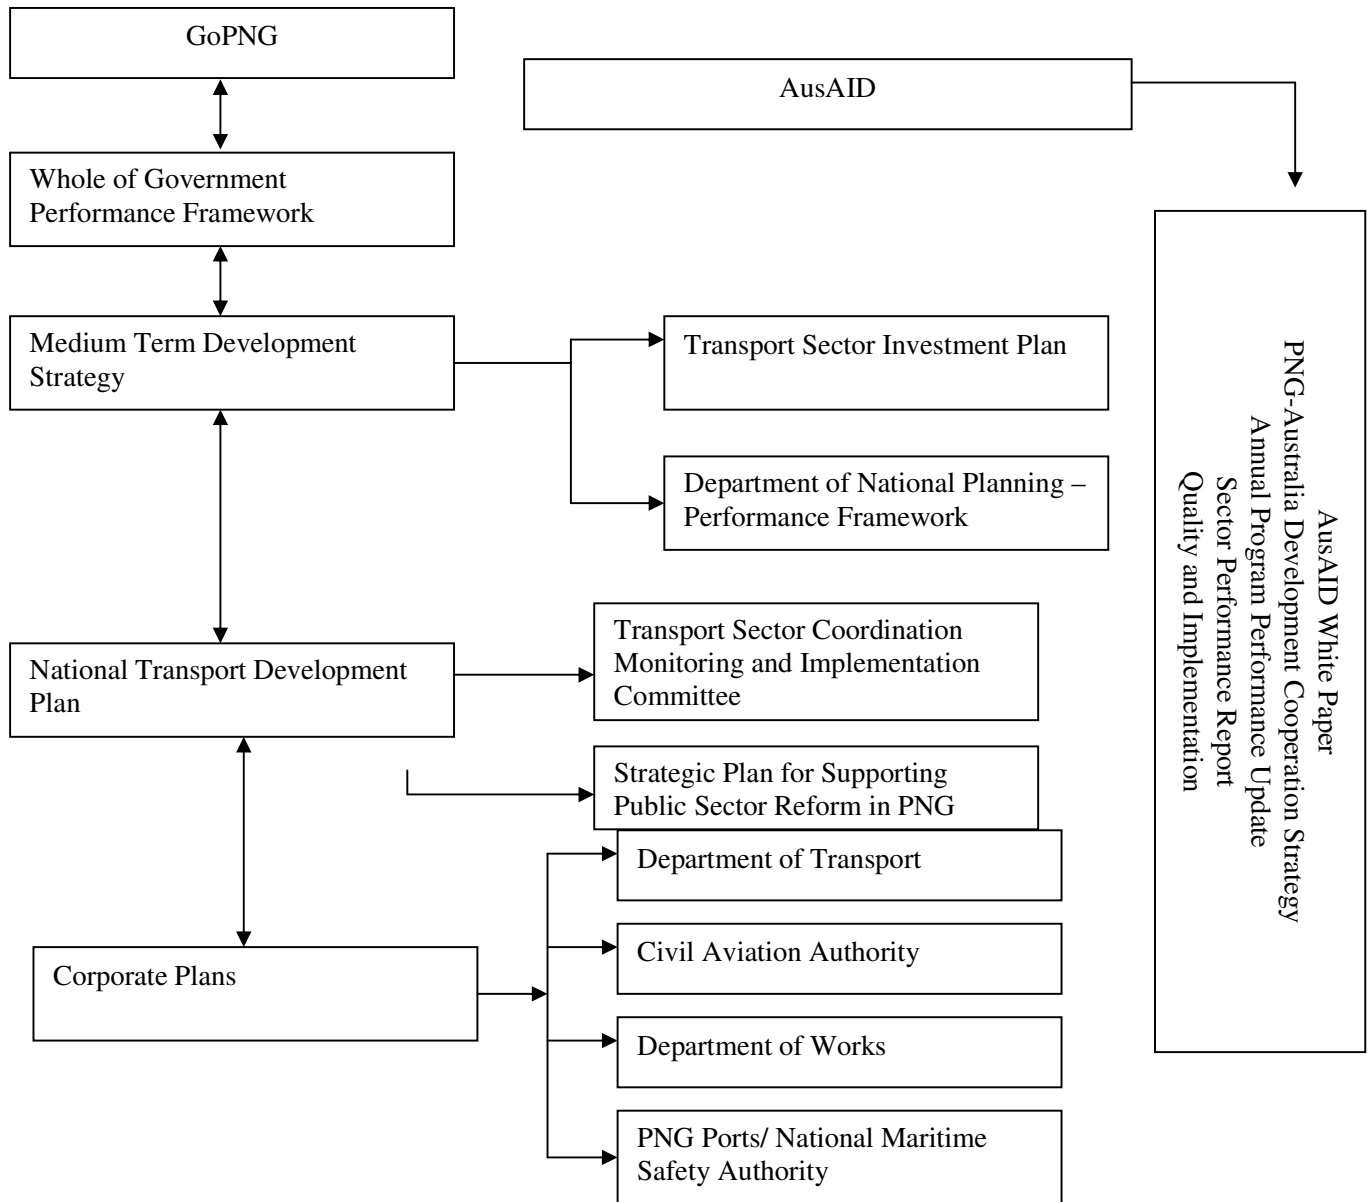 GoPNG
AusAID
Whole of Government
Performance Framework
Medium Term Development
Strategy
Transport Sector Investment Plan
Department of National Planning –
Performance Framework
National Transport Development
Plan
Transport Sector Coordination
Monitoring and Implementation
Committee
Strategic Plan for Supporting
Public Sector Reform in PNG
Corporate Plans
Department of Transport
Civil Aviation Authority
Department of Works
PNG Ports/ National Maritime
Safety Authority
AusAID White Paper
PNG-Australia Development Cooperation Strategy
Annual Program Performance Update
Sector Performance Report
Quality and Implementation